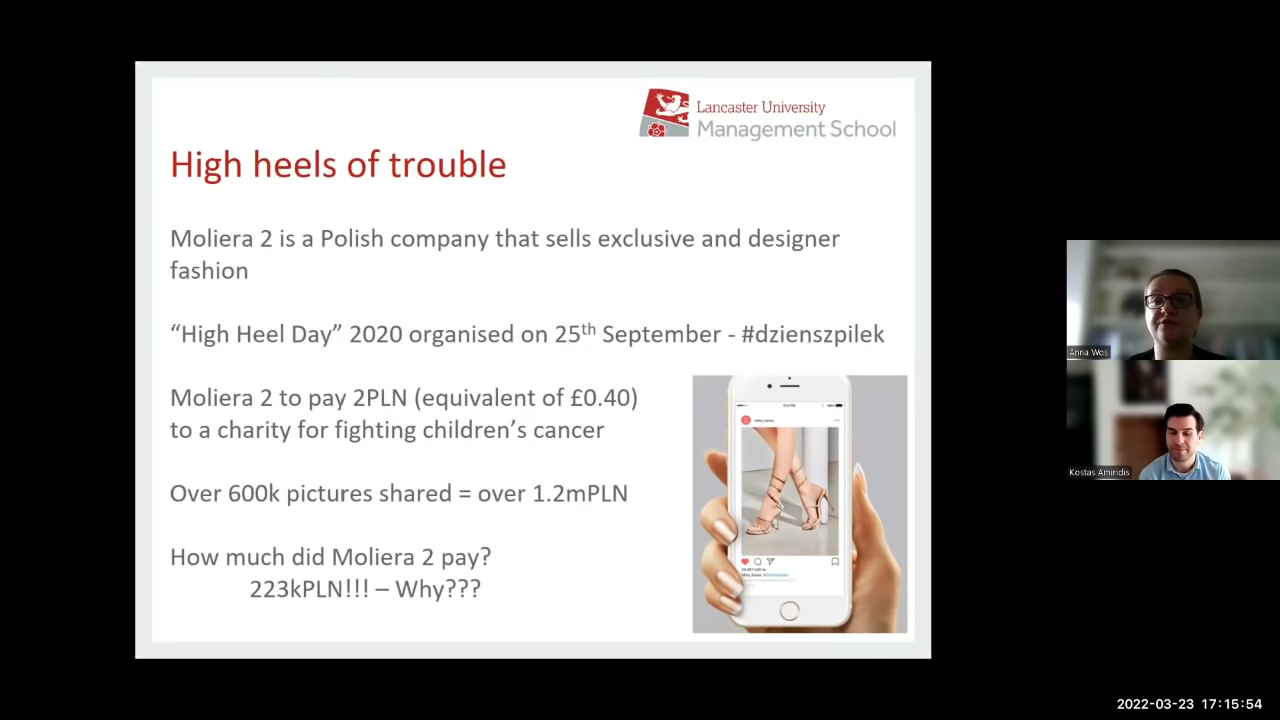 Lancaster University
Management School
High heels of trouble
Moliera 2 is a Polish company that sells exclusive and designer
fashion
“High Heel Day” 2020 organised on 25th September - #dzienszpilek
Moliera 2 to pay 2PLN (equivalent of £0.40)
to a charity for fighting children’s cancer
Over 600k pictures shared = over 1.2mPLN
How much did Moliera 2 pay?
223kPLN!!! – Why???
Anna Wos
Kostas Amiridis
2022-03-23 17:15:54